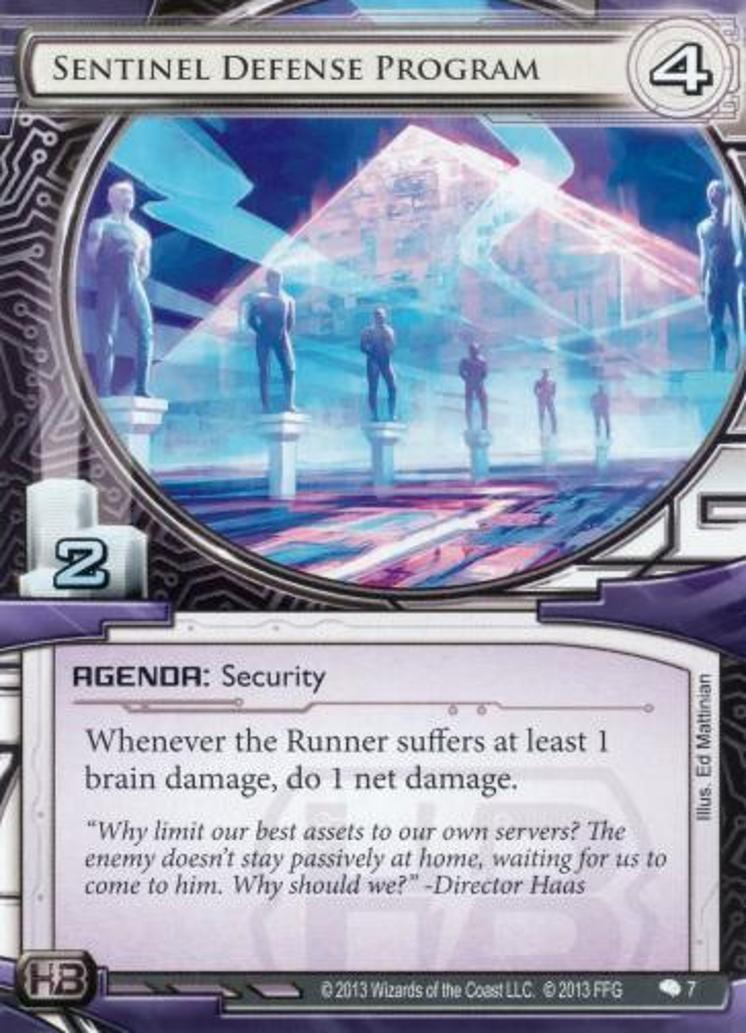 SENTINEL DEFENSE PROGRAM
4
2
AGENDA: Security
Whenever the Runner suffers at least 1
brain damage, do 1 net damage.
“Why limit our best assets to our own servers? The
enemy doesn’t stay passively at home, waiting for us to
come to him. Why should we?” -Director Haas
Illus. Ed Mattinian
HB
© 2013 Wizards of the Coast LLC. © 2013 FFG
7